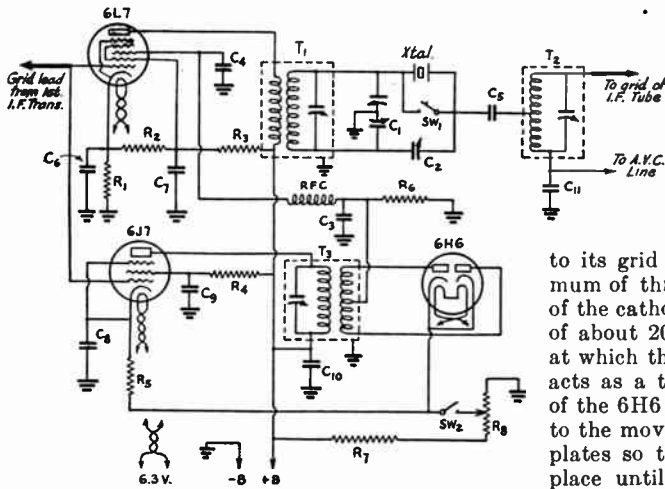 6L7
Grid lead
from 1st.
I.F. Trans.
C4
T1
Xtal.
C1
SW1
C2
C5
T2
To grid of
I.F. Tube
To A.V.C.
Line
C11
R2
R3
C6
R1
C7
RFC
C3
R6
6J7
T3
6H6
R4
C9
C8
C10
R5
SW2
R8
R7
6.3 V.
-B
+B
to its grid
mum of tha
of the catho
of about 20
at which th
acts as a t
of the 6H6
to the mov
plates so t
place until